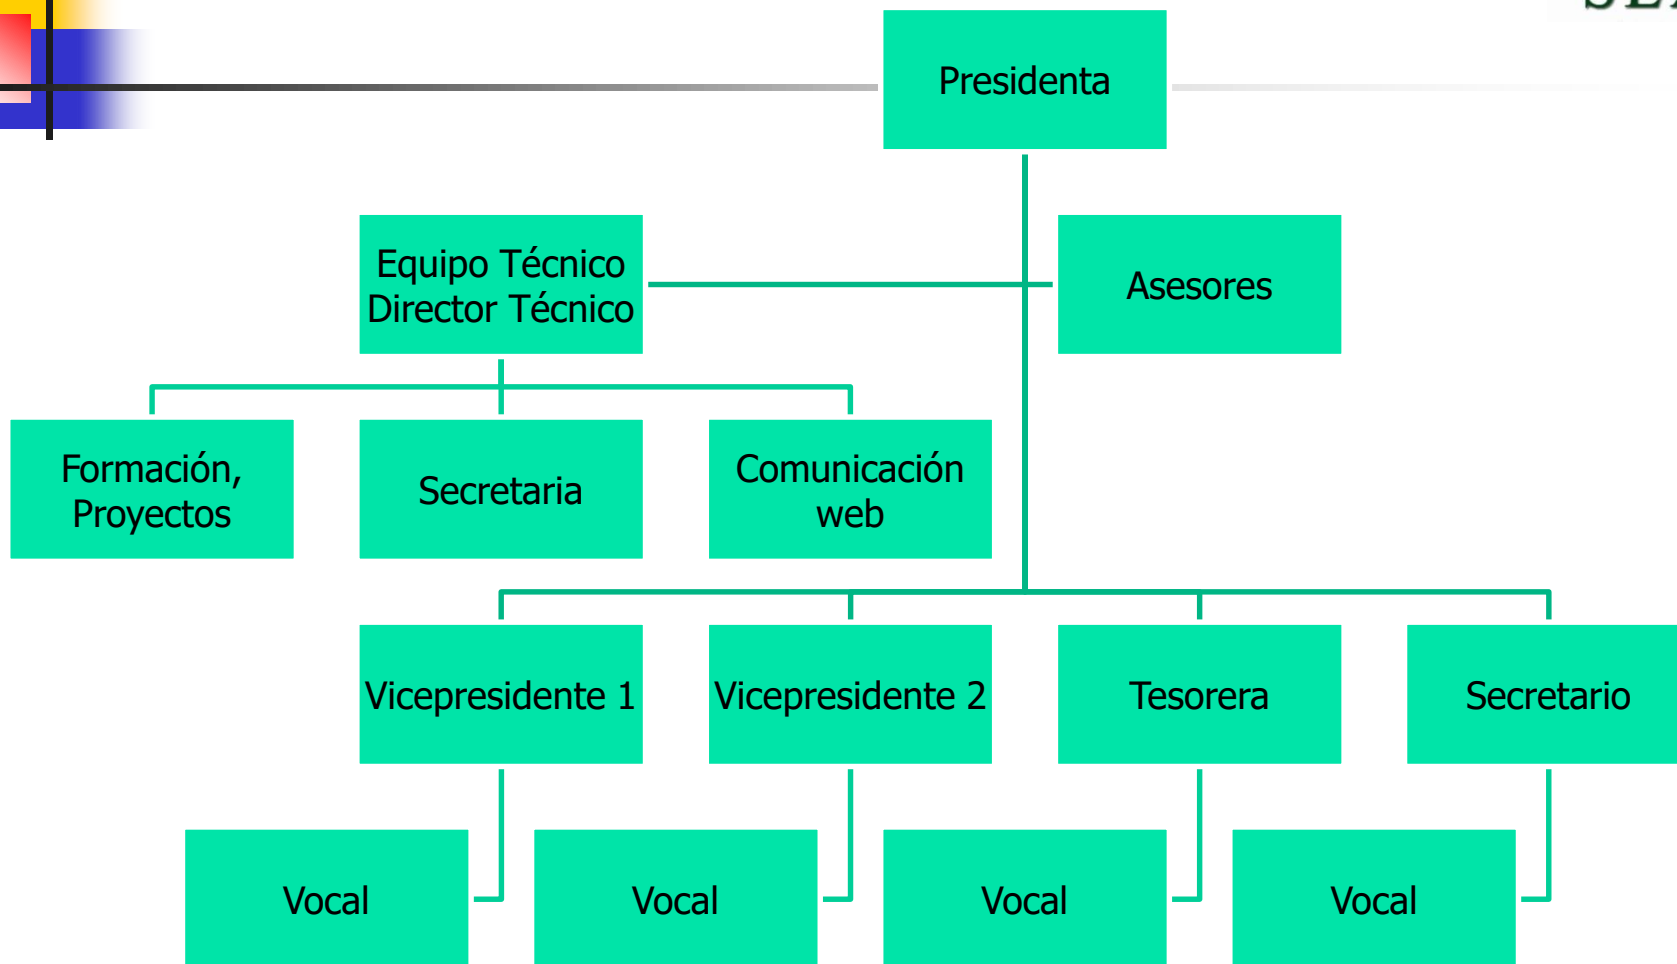 Presidenta
Equipo Técnico
Director Técnico
Asesores
Formación,
Proyectos
Secretaria
Comunicación
web
Vicepresidente 1
Vicepresidente 2
Tesorera
Secretario
Vocal
Vocal
Vocal
Vocal